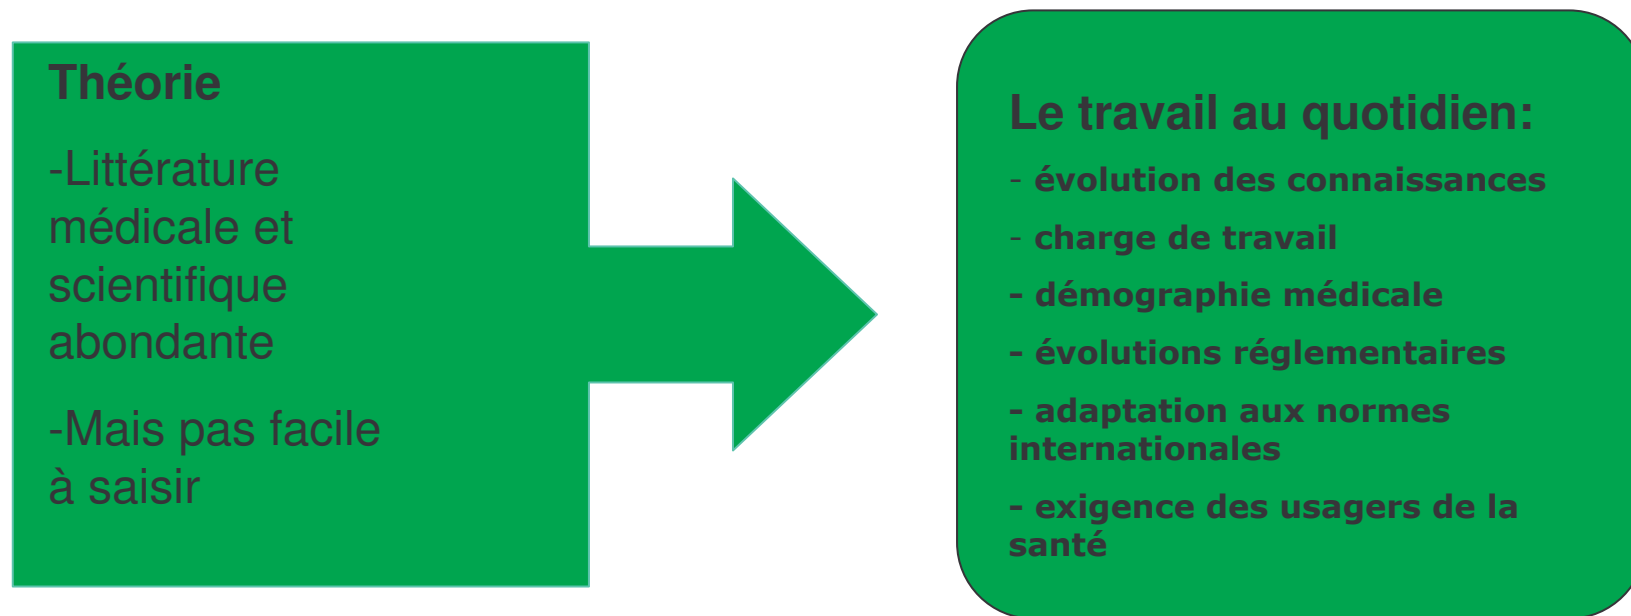 Théorie
-Littérature
médicale et
scientifique
abondante
-Mais pas facile
à saisir
Le travail au quotidien:
- évolution des connaissances
- charge de travail
- démographie médicale
- évolutions réglementaires
- adaptation aux normes
internationales
- exigence des usagers de la
santé